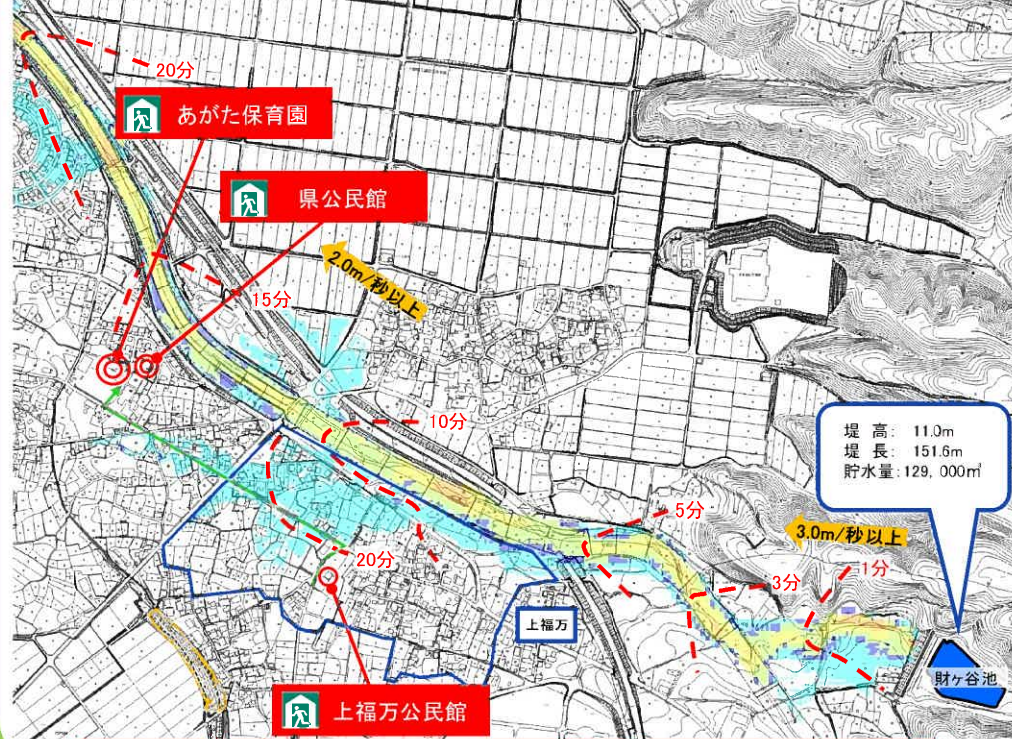 20分
あがた保育園
県公民館
2.0m/秒以上
15分
10分
堤 高: 11.0m
堤 長: 151.6m
貯水量:129,000㎥
5分
3.0m/秒以上
20分
3分
1分
上福万
財ヶ谷池
上福万公民館